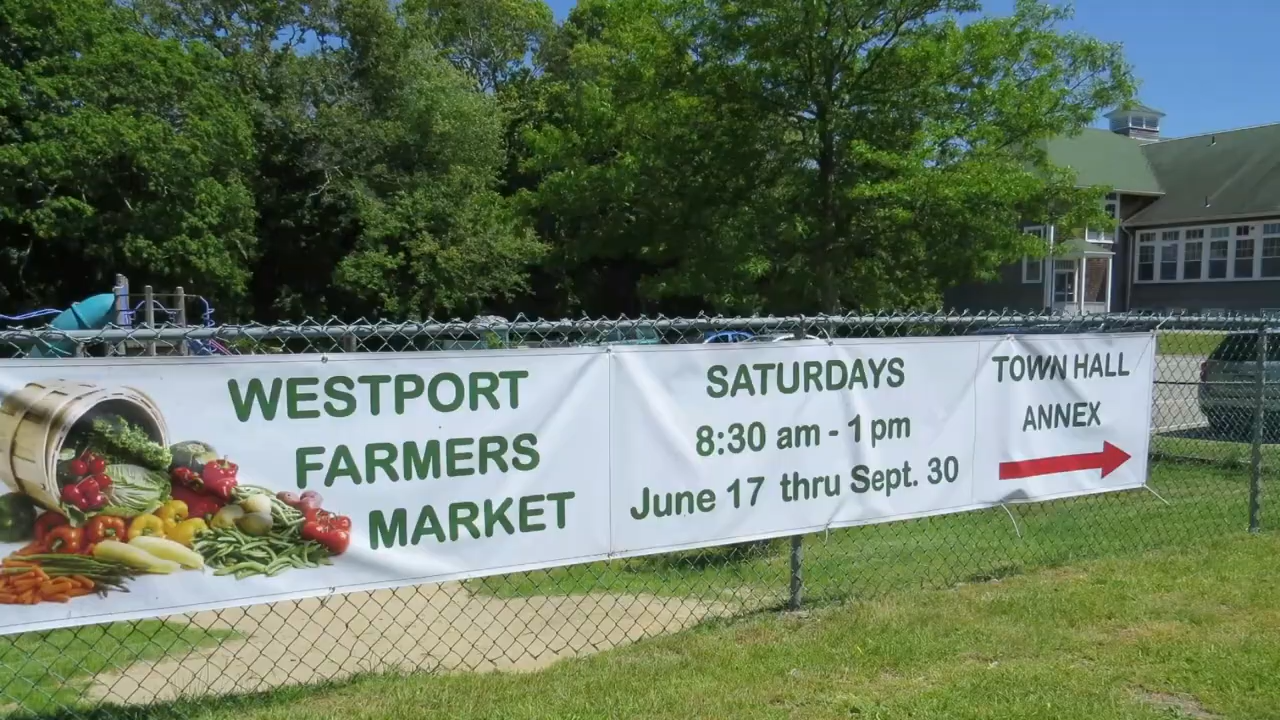 WESTPORT
FARMERS
MARKET
SATURDAYS
8:30 am - 1 pm
June 17 thru Sept. 30
TOWN HALL
ANNEX